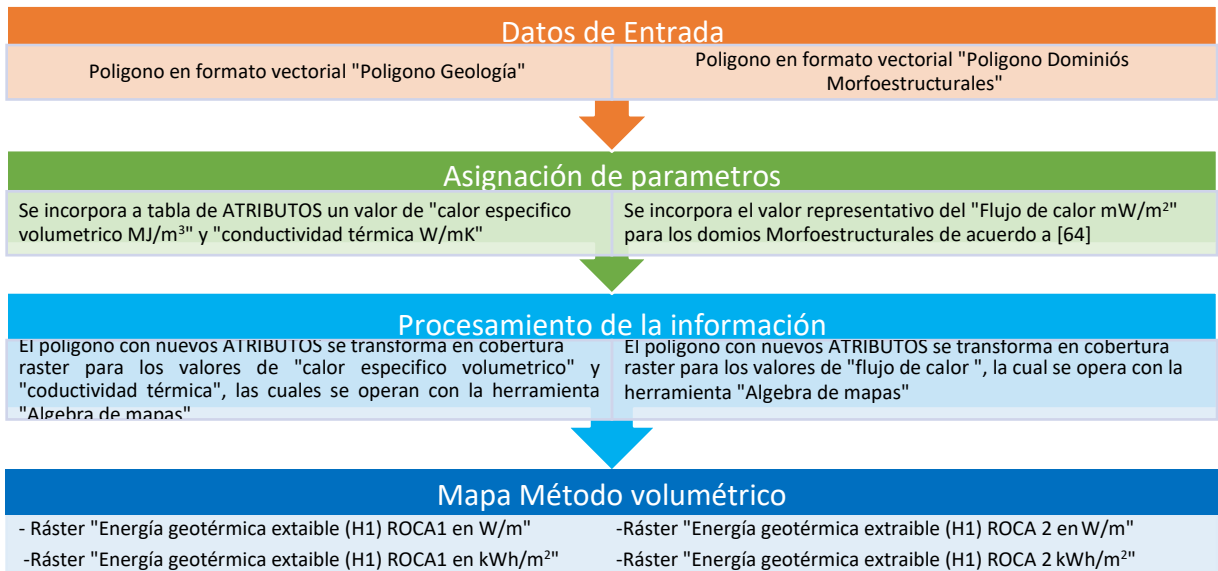 Datos de Entrada
Poligono en formato vectorial "Poligono Geología"
Poligono en formato vectorial "Poligono Dominiós
Morfoestructurales"
Asignación de parametros
Se incorpora a tabla de ATRIBUTOS un valor de "calor especifico
volumetrico MJ/m³" y "conductividad térmica W/mK"
Se incorpora el valor representativo del "Flujo de calor mW/m²"
para los domios Morfoestructurales de acuerdo a [64]
Procesamiento de la información
El poligono con nuevos ATRIBUTOS se transforma en cobertura
raster para los valores de "calor especifico volumetrico" y
"coductividad térmica", las cuales se operan con la herramienta
"Algebra de mapas"
El poligono con nuevos ATRIBUTOS se transforma en cobertura
raster para los valores de "flujo de calor ", la cual se opera con la
herramienta "Algebra de mapas"
Mapa Método volumétrico
- Ráster "Energía geotérmica extaible (H1) ROCA1 en W/m"
-Ráster "Energía geotérmica extaible (H1) ROCA1 en kWh/m²"
-Ráster "Energía geotérmica extraible (H1) ROCA 2 en W/m"
-Ráster "Energía geotérmica extraible (H1) ROCA 2 kWh/m²"